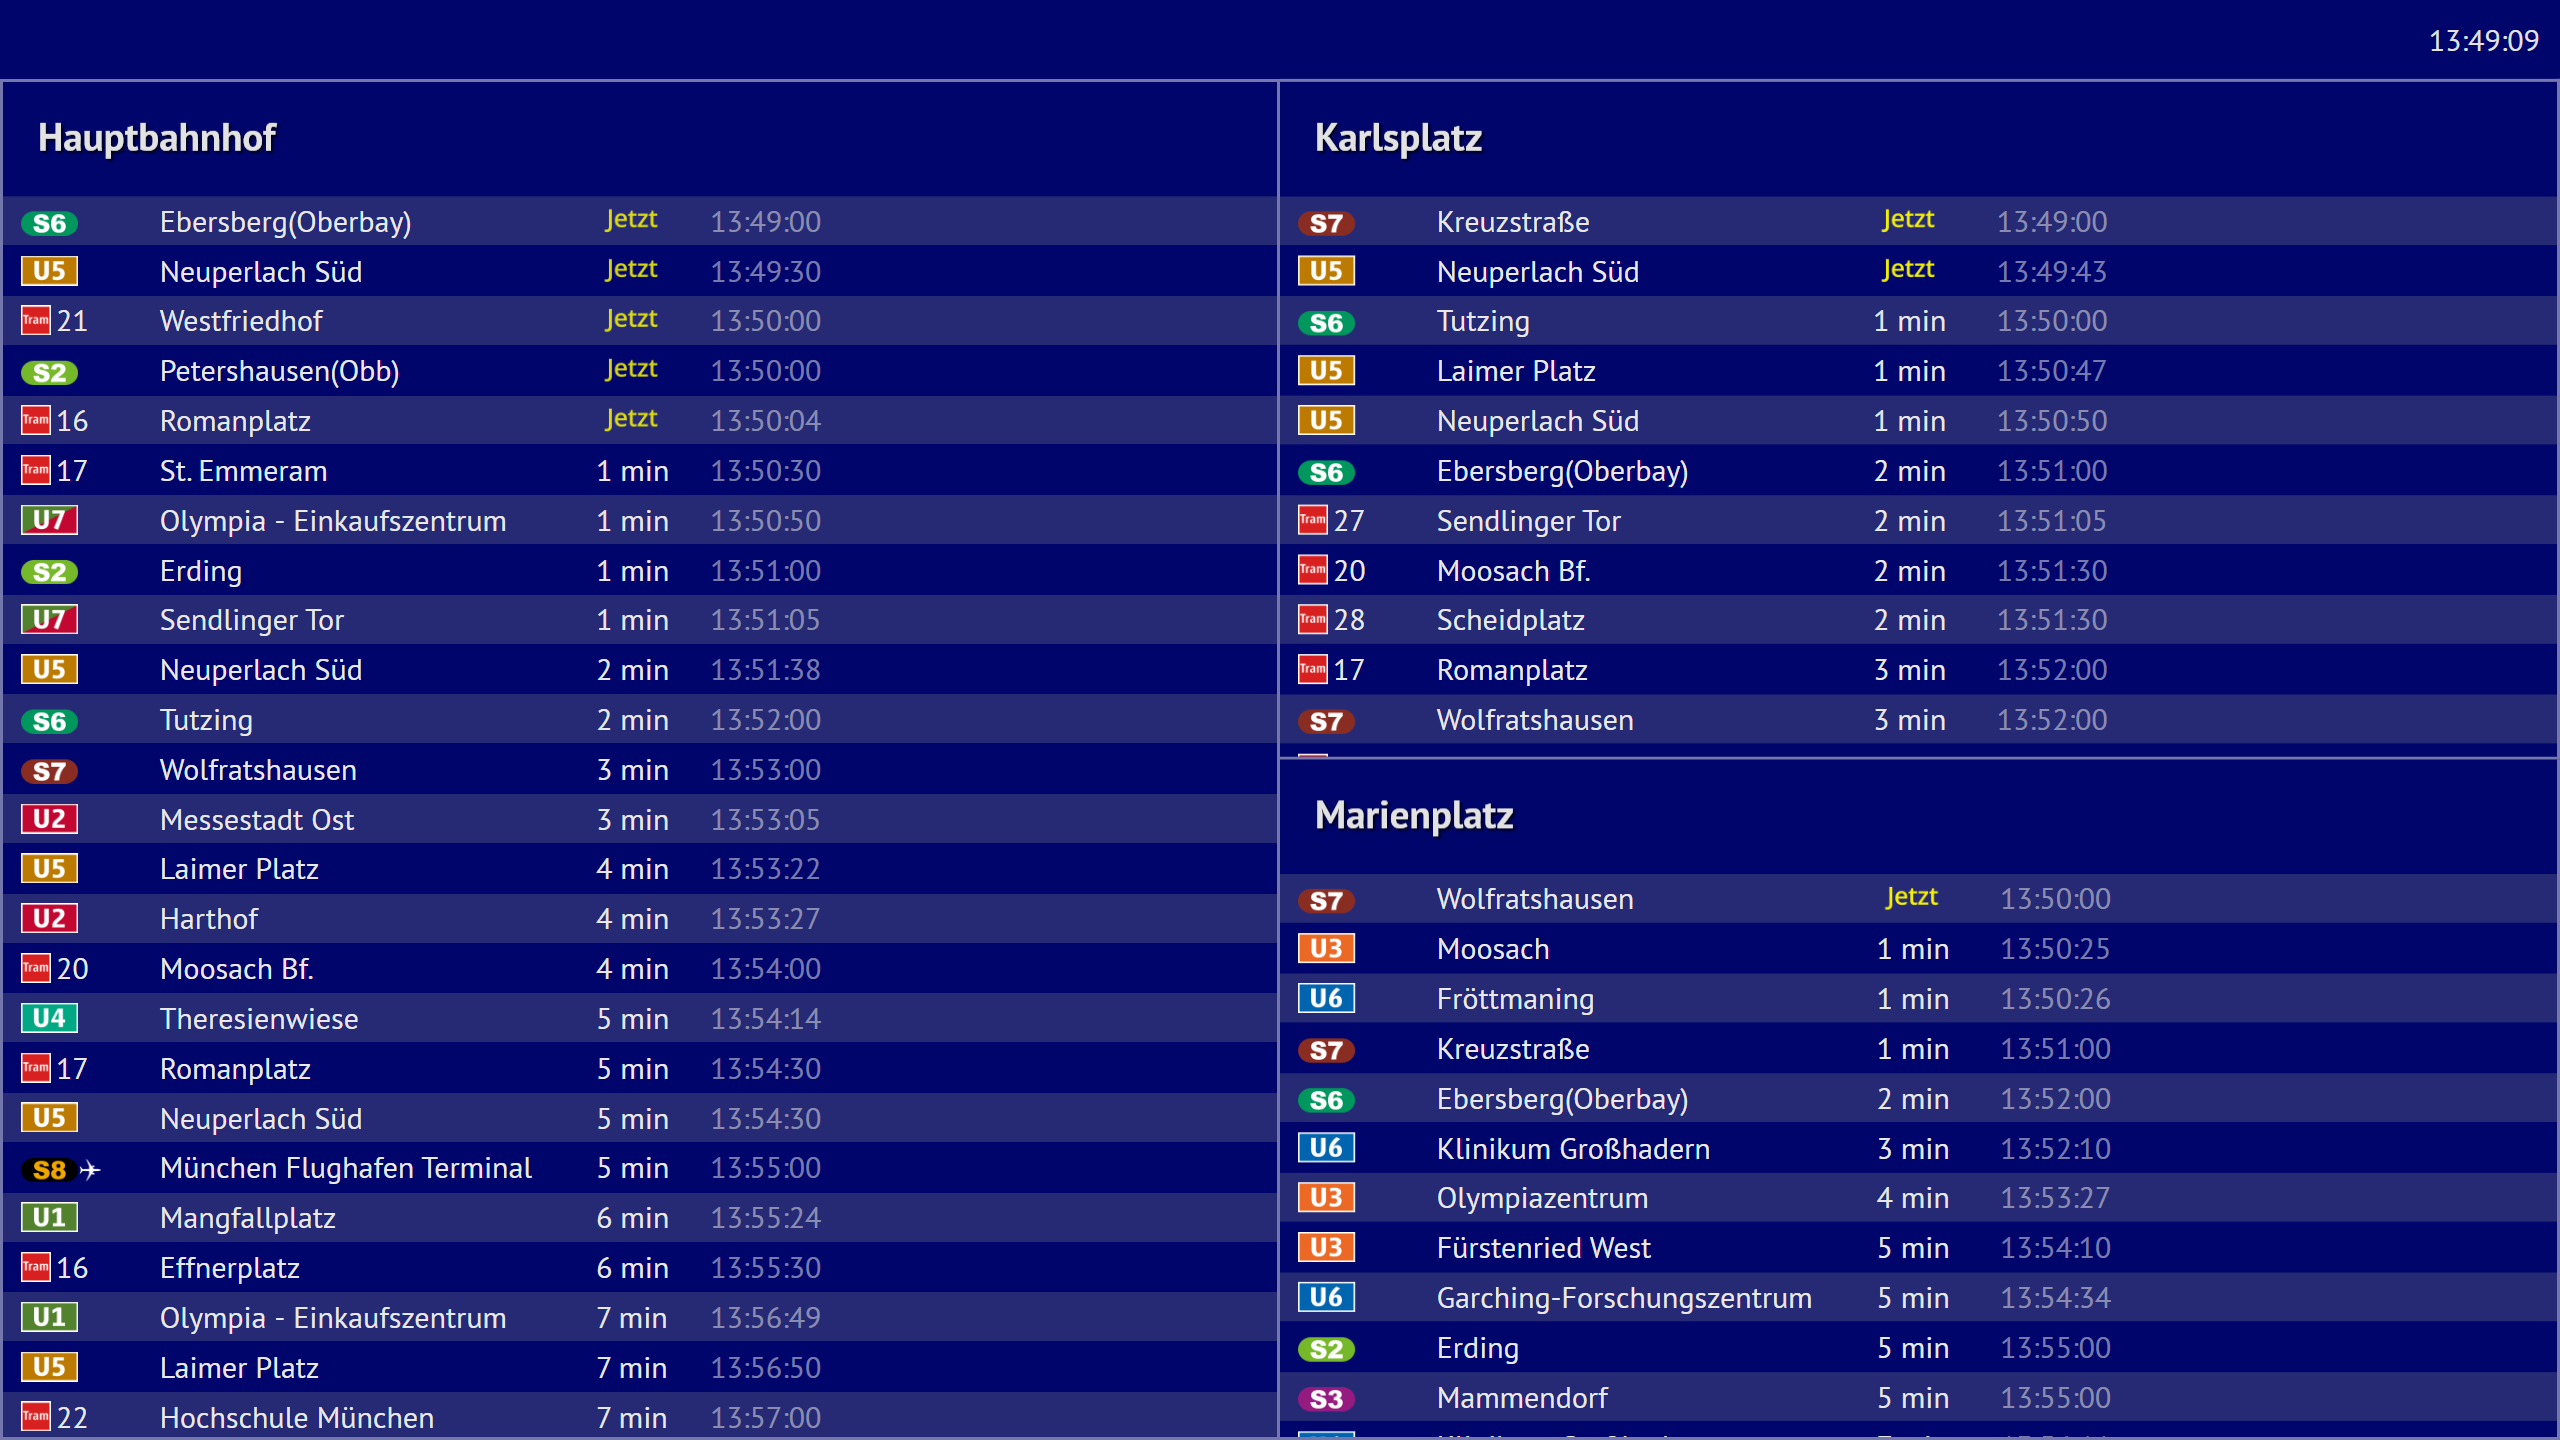 13:49:09
Hauptbahnhof
S6 Ebersberg(Oberbay) Jetzt 13:49:00
U5 Neuperlach Süd Jetzt 13:49:30
Tram 21 Westfriedhof Jetzt 13:50:00
S2 Petershausen(Obb) Jetzt 13:50:00
Tram 16 Romanplatz Jetzt 13:50:04
Tram 17 St. Emmeram 1 min 13:50:30
U7 Olympia - Einkaufszentrum 1 min 13:50:50
S2 Erding 1 min 13:51:00
U7 Sendlinger Tor 1 min 13:51:05
U5 Neuperlach Süd 2 min 13:51:38
S6 Tutzing 2 min 13:52:00
S7 Wolfratshausen 3 min 13:53:00
U2 Messestadt Ost 3 min 13:53:05
U5 Laimer Platz 4 min 13:53:22
U2 Harthof 4 min 13:53:27
Tram 20 Moosach Bf. 4 min 13:54:00
U4 Theresienwiese 5 min 13:54:14
Tram 17 Romanplatz 5 min 13:54:30
U5 Neuperlach Süd 5 min 13:54:30
S8 München Flughafen Terminal 5 min 13:55:00
U1 Mangfallplatz 6 min 13:55:24
Tram 16 Effnerplatz 6 min 13:55:30
U1 Olympia - Einkaufszentrum 7 min 13:56:49
U5 Laimer Platz 7 min 13:56:50
Tram 22 Hochschule München 7 min 13:57:00
Karlsplatz
S7 Kreuzstraße Jetzt 13:49:00
U5 Neuperlach Süd Jetzt 13:49:43
S6 Tutzing 1 min 13:50:00
U5 Laimer Platz 1 min 13:50:47
U5 Neuperlach Süd 1 min 13:50:50
S6 Ebersberg(Oberbay) 2 min 13:51:00
Tram 27 Sendlinger Tor 2 min 13:51:05
Tram 20 Moosach Bf. 2 min 13:51:30
Tram 28 Scheidplatz 2 min 13:51:30
Tram 17 Romanplatz 3 min 13:52:00
S7 Wolfratshausen 3 min 13:52:00
Marienplatz
S7 Wolfratshausen Jetzt 13:50:00
U3 Moosach 1 min 13:50:25
U6 Fröttmaning 1 min 13:50:26
S7 Kreuzstraße 1 min 13:51:00
S6 Ebersberg(Oberbay) 2 min 13:52:00
U6 Klinikum Großhadern 3 min 13:52:10
U3 Olympiazentrum 4 min 13:53:27
U3 Fürstenried West 5 min 13:54:10
U6 Garching-Forschungszentrum 5 min 13:54:34
S2 Erding 5 min 13:55:00
S3 Mammendorf 5 min 13:55:00